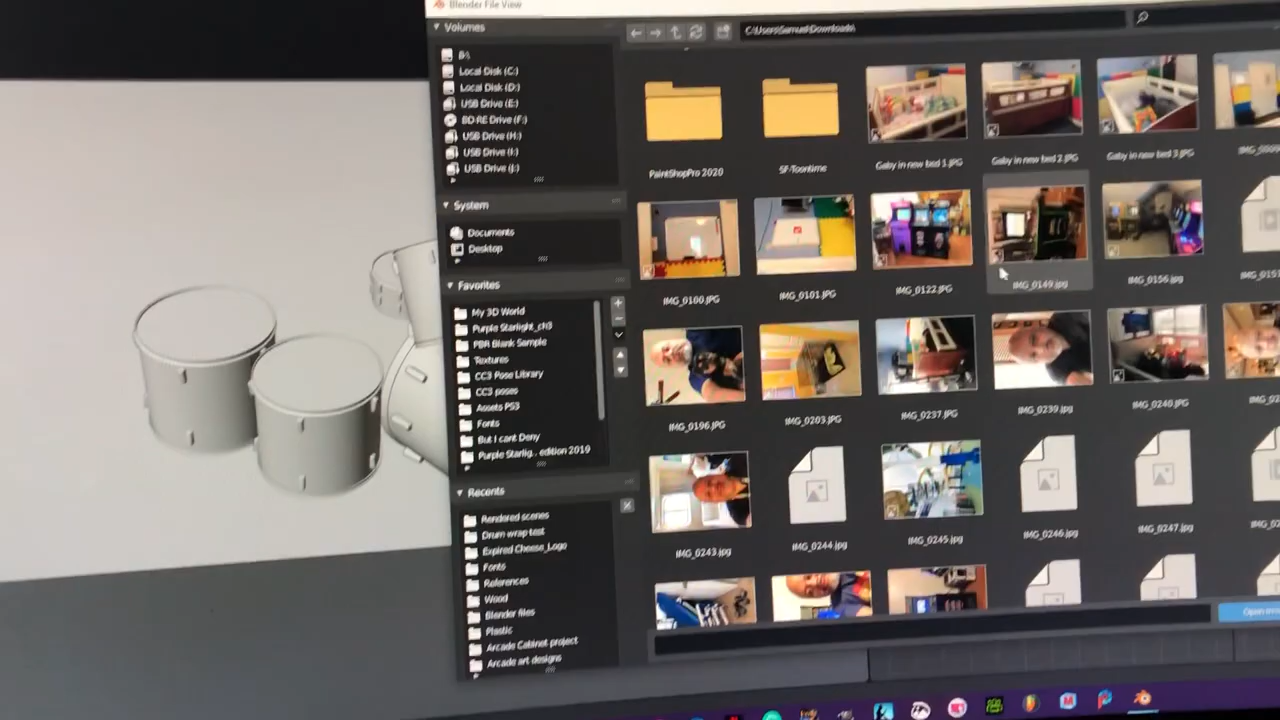 Blender File View
Volumes
C:\Users\Samuel\Downloads\
B:\
Local Disk (C:)
Local Disk (D:)
USB Drive (E:)
BD-RE Drive (F:)
USB Drive (H:)
USB Drive (I:)
USB Drive (J:)
System
Documents
Desktop
Favorites
My 3D World
Purple Starlight_ch3
PBR Blank Sample
Textures
CC3 Pose Library
CC3 poses
Assets PS3
Fonts
But I cant Deny
Purple Starlig.. edition 2019
Recents
Rendered scenes
Drum wrap test
Expired Cheese_Logo
Fonts
References
Wood
Blender files
Plastic
Arcade Cabinet project
Arcade art designs
PaintShopPro 2020
SF-Toontime
Gaby in new bed 1.JPG
Gaby in new bed 2.JPG
Gaby in new bed 3.JPG
IMG_0100.JPG
IMG_0101.JPG
IMG_0122.JPG
IMG_0149.jpg
IMG_0156.jpg
IMG_0196.JPG
IMG_0203.JPG
IMG_0237.JPG
IMG_0239.jpg
IMG_0240.JPG
IMG_0243.jpg
IMG_0244.jpg
IMG_0245.jpg
IMG_0246.jpg
IMG_0247.jpg